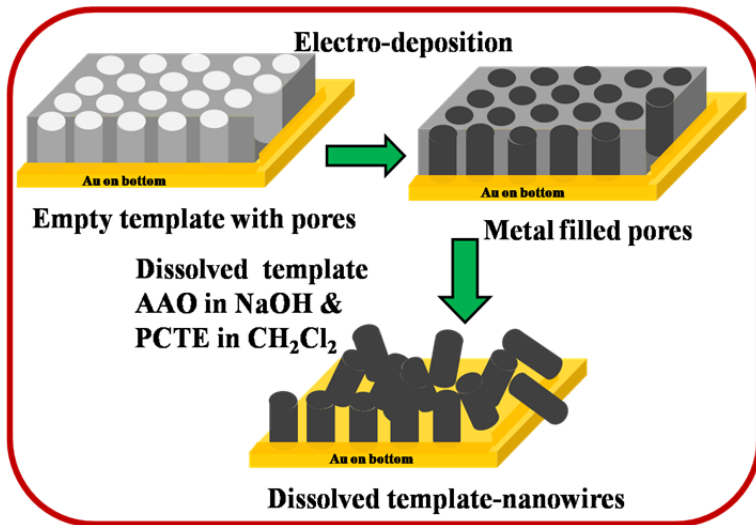 Electro-deposition
Au on bottom
Au on bottom
Empty template with pores
Metal filled pores
Dissolved template
AAO in NaOH &
PCTE in CH₂Cl₂
Au on bottom
Dissolved template-nanowires